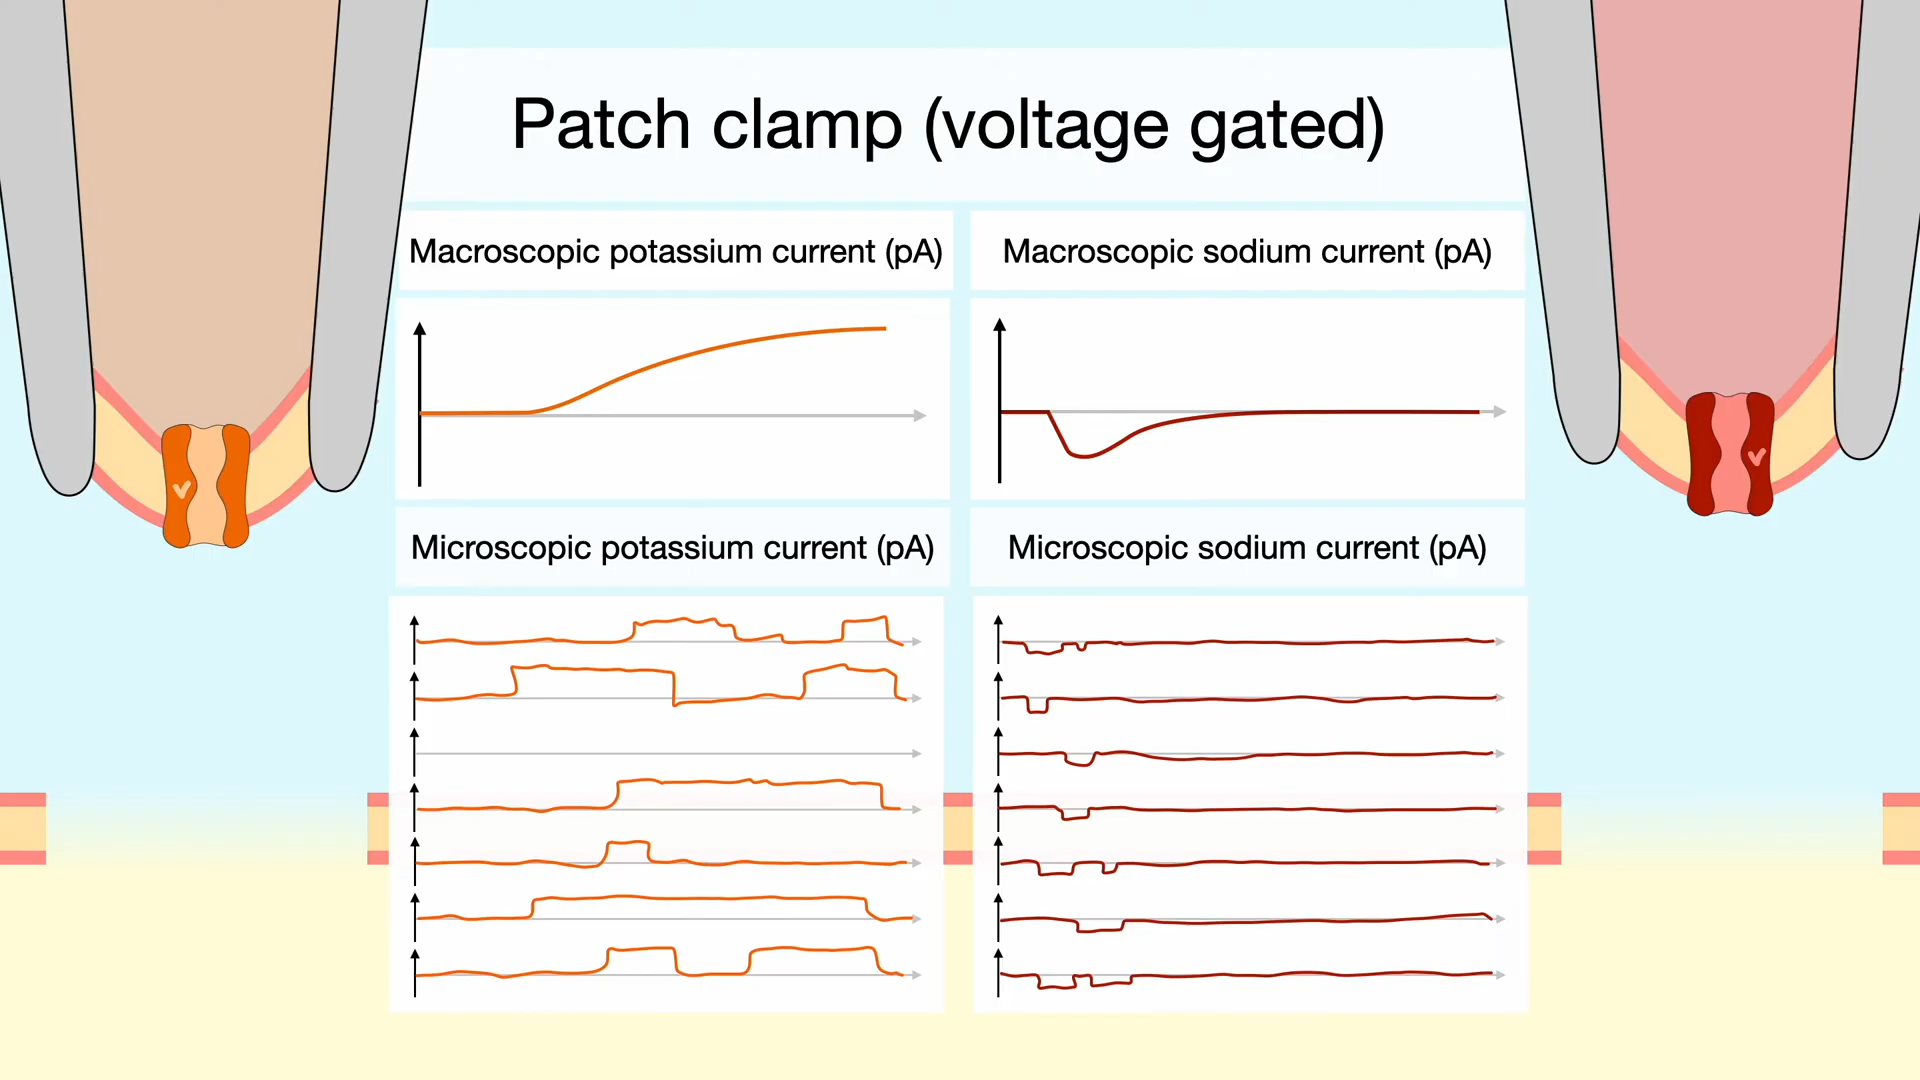 Patch clamp (voltage gated)
Macroscopic potassium current (pA)
Macroscopic sodium current (pA)
Microscopic potassium current (pA)
Microscopic sodium current (pA)
v
v